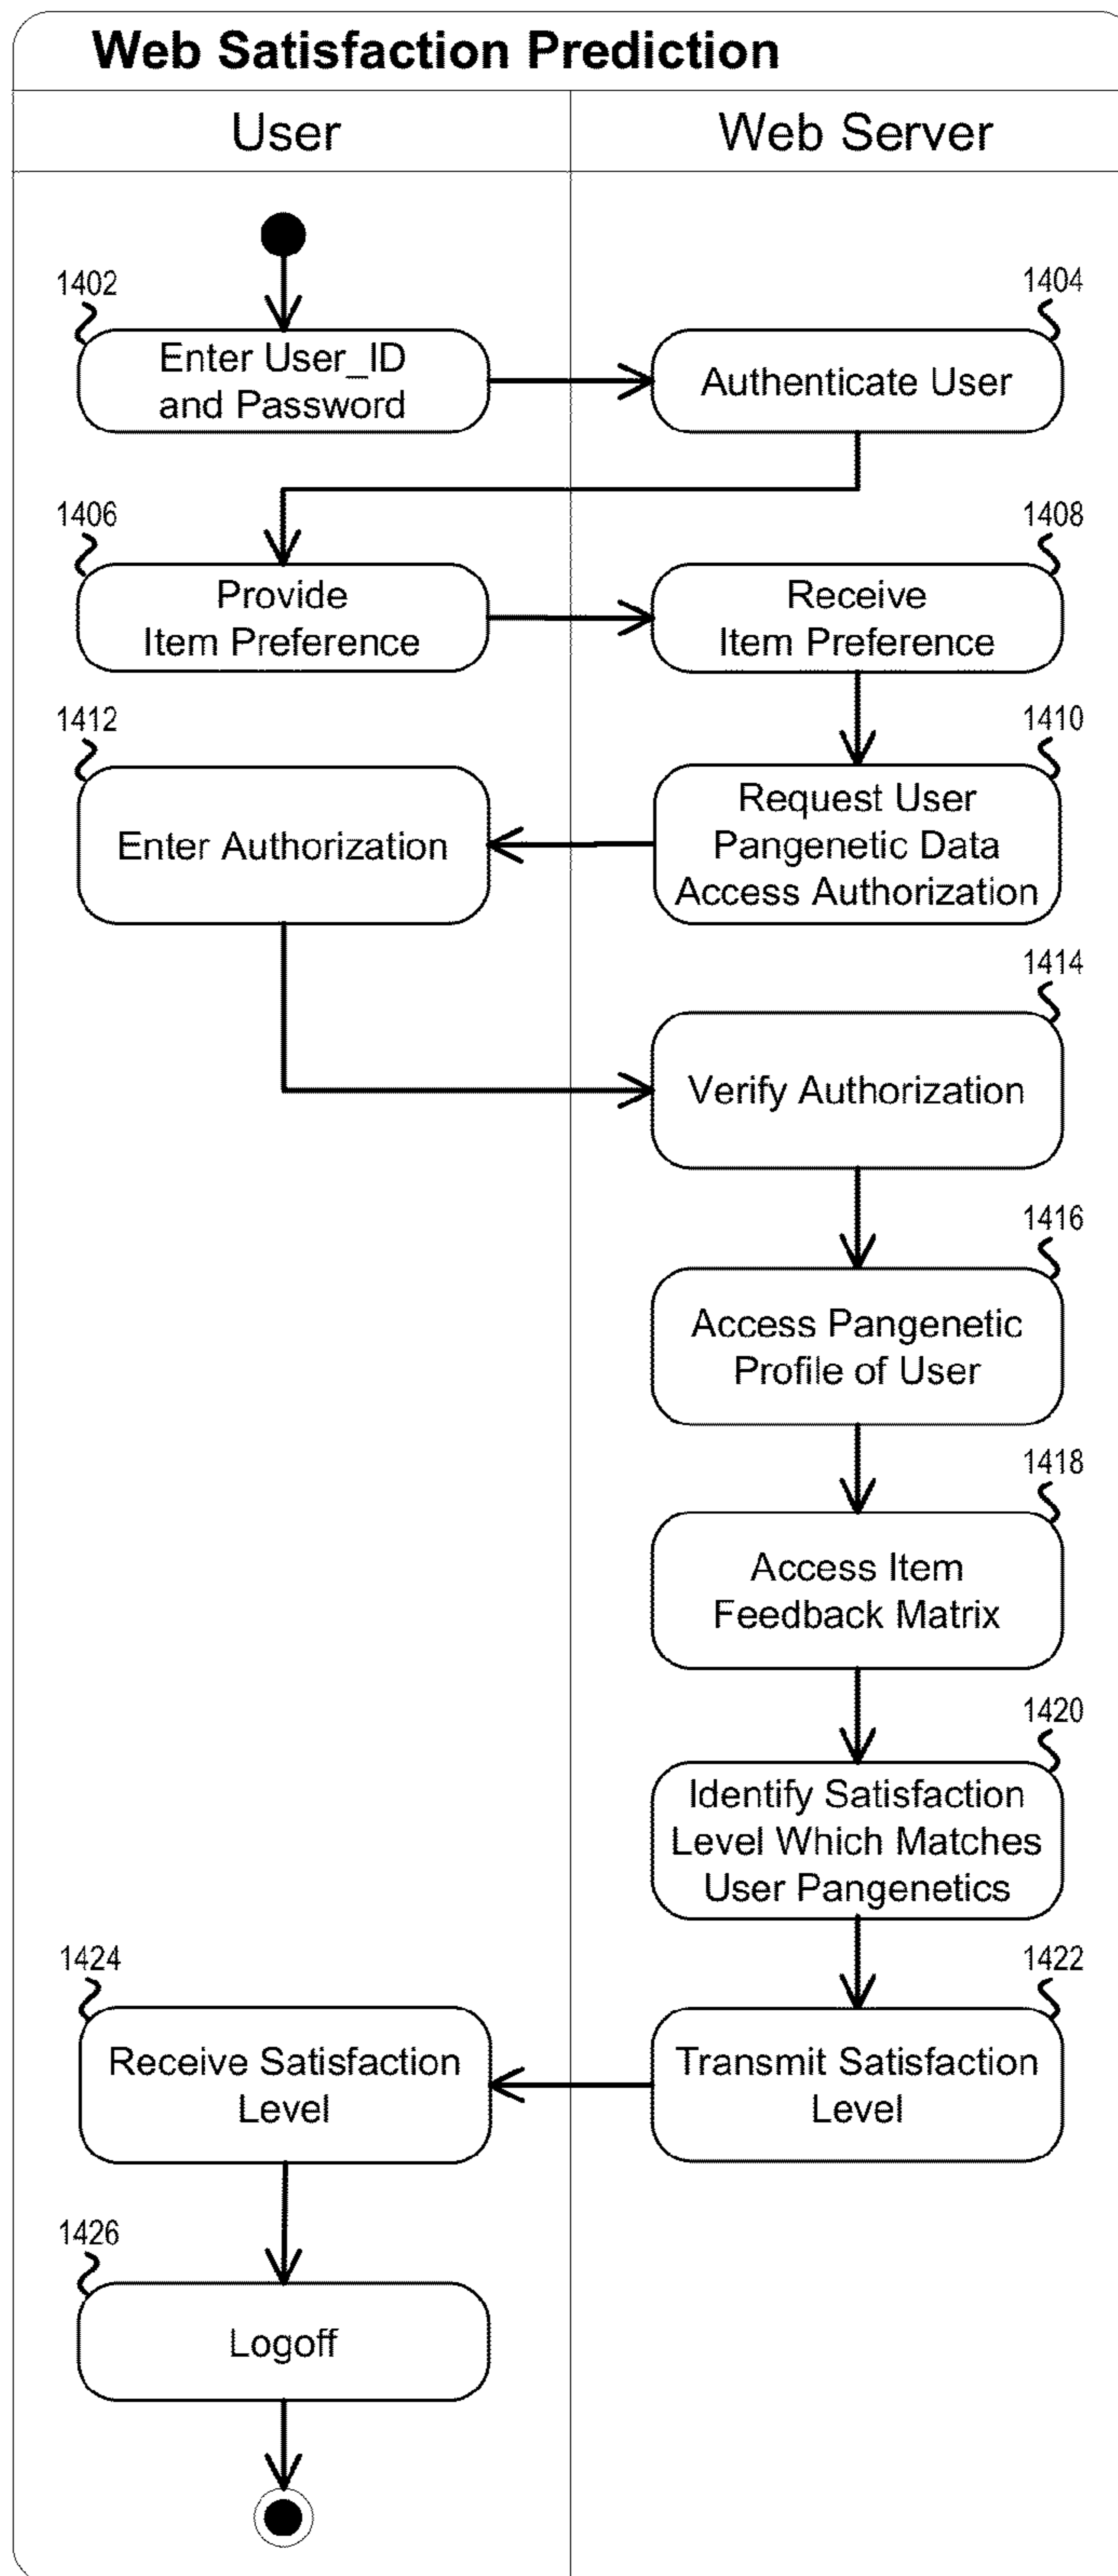 Web Satisfaction Prediction
User
Web Server
1402
Enter User_ID
and Password
1404
Authenticate User
1406
Provide
Item Preference
1408
Receive
Item Preference
1410
Request User
Pangenetic Data
Access Authorization
1412
Enter Authorization
1414
Verify Authorization
1416
Access Pangenetic
Profile of User
1418
Access Item
Feedback Matrix
1420
Identify Satisfaction
Level Which Matches
User Pangenetics
1422
Transmit Satisfaction
Level
1424
Receive Satisfaction
Level
1426
Logoff